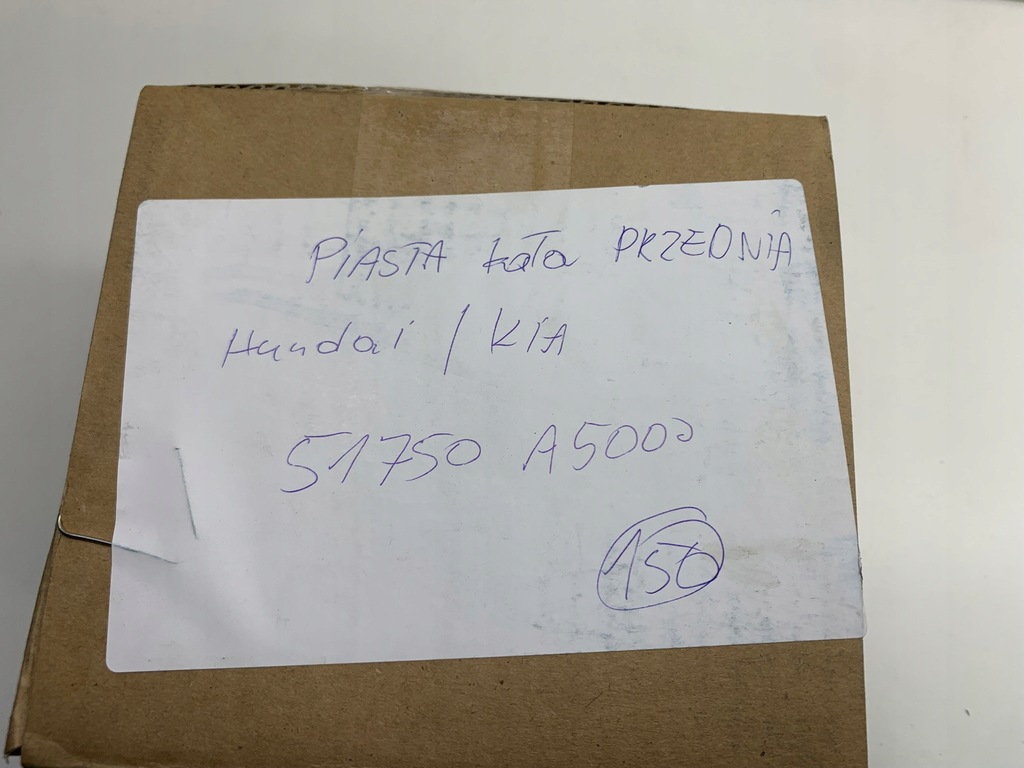 PIASTA koła PRZEDNIA
Hundai / KIA
51750 A5000
150